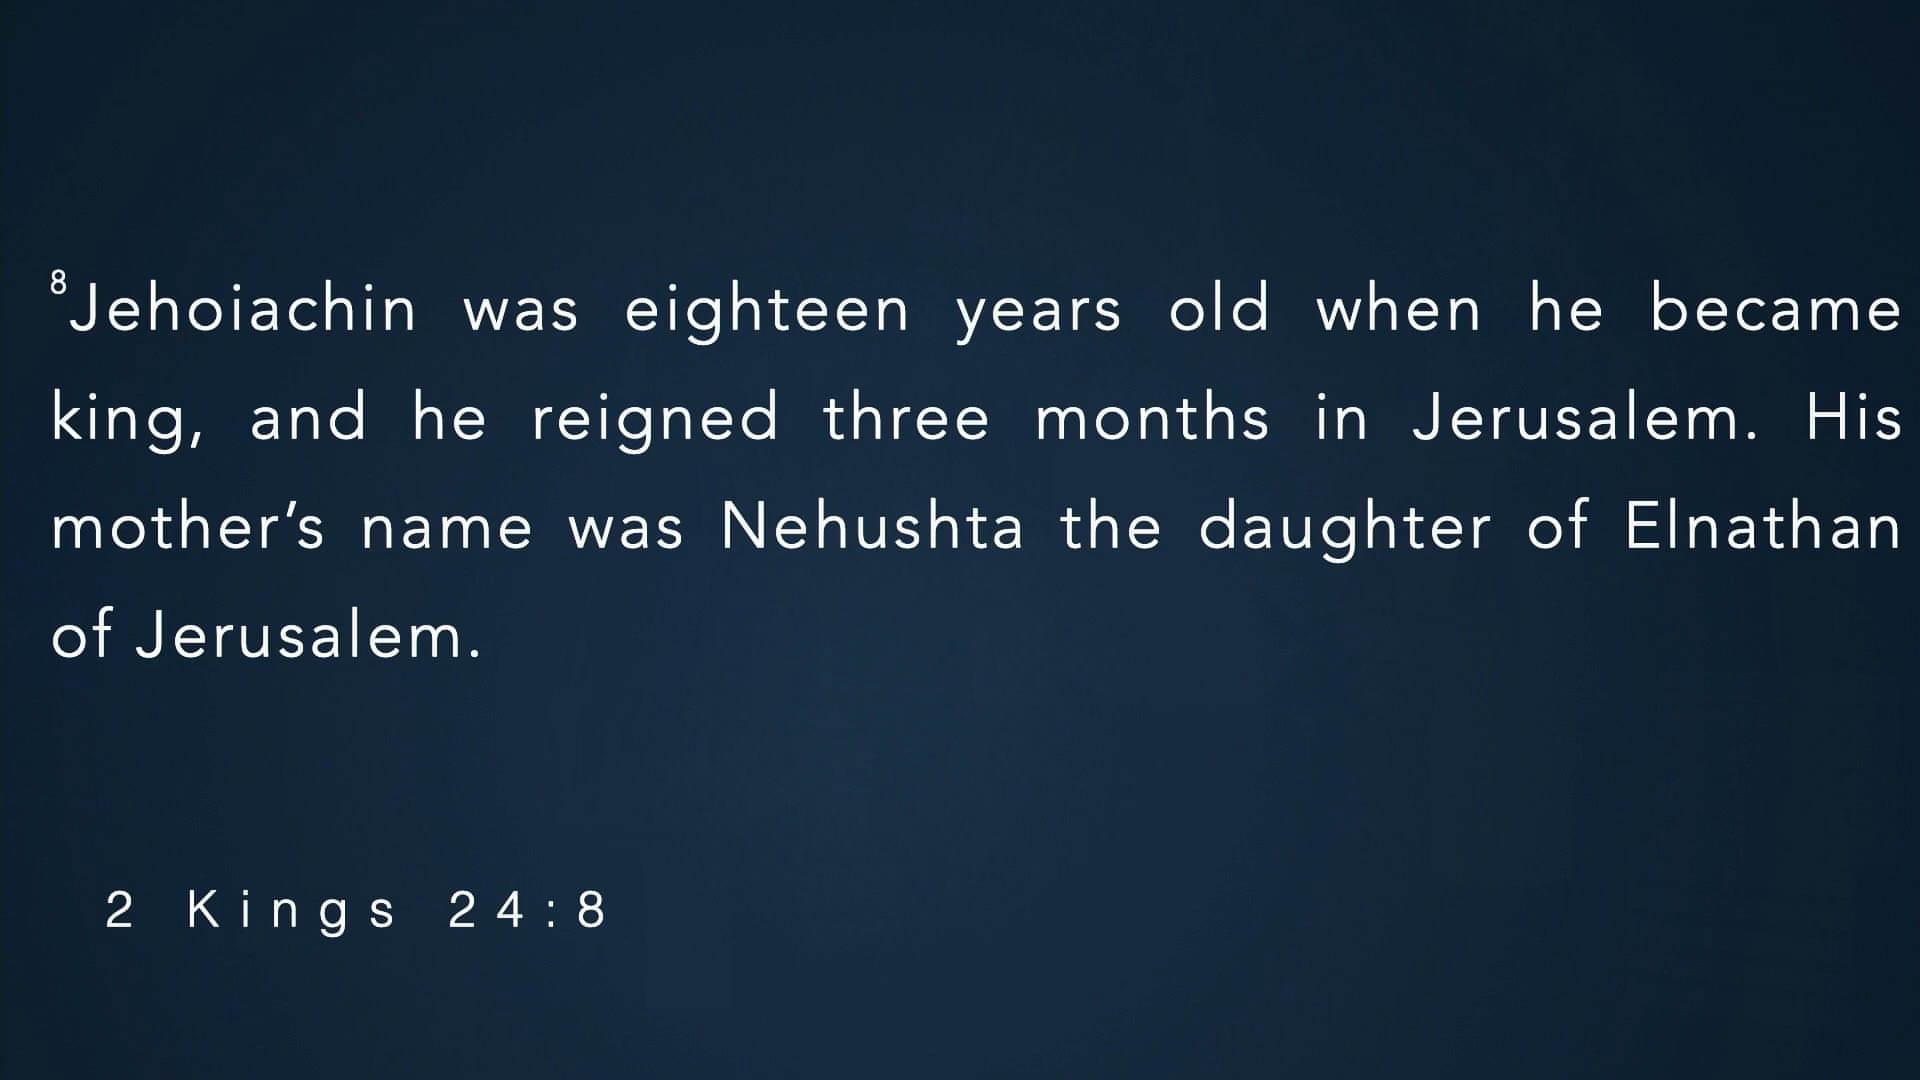 ⁸Jehoiachin was eighteen years old when he became
king, and he reigned three months in Jerusalem. His
mother’s name was Nehushta the daughter of Elnathan
of Jerusalem.
2 Kings 24:8